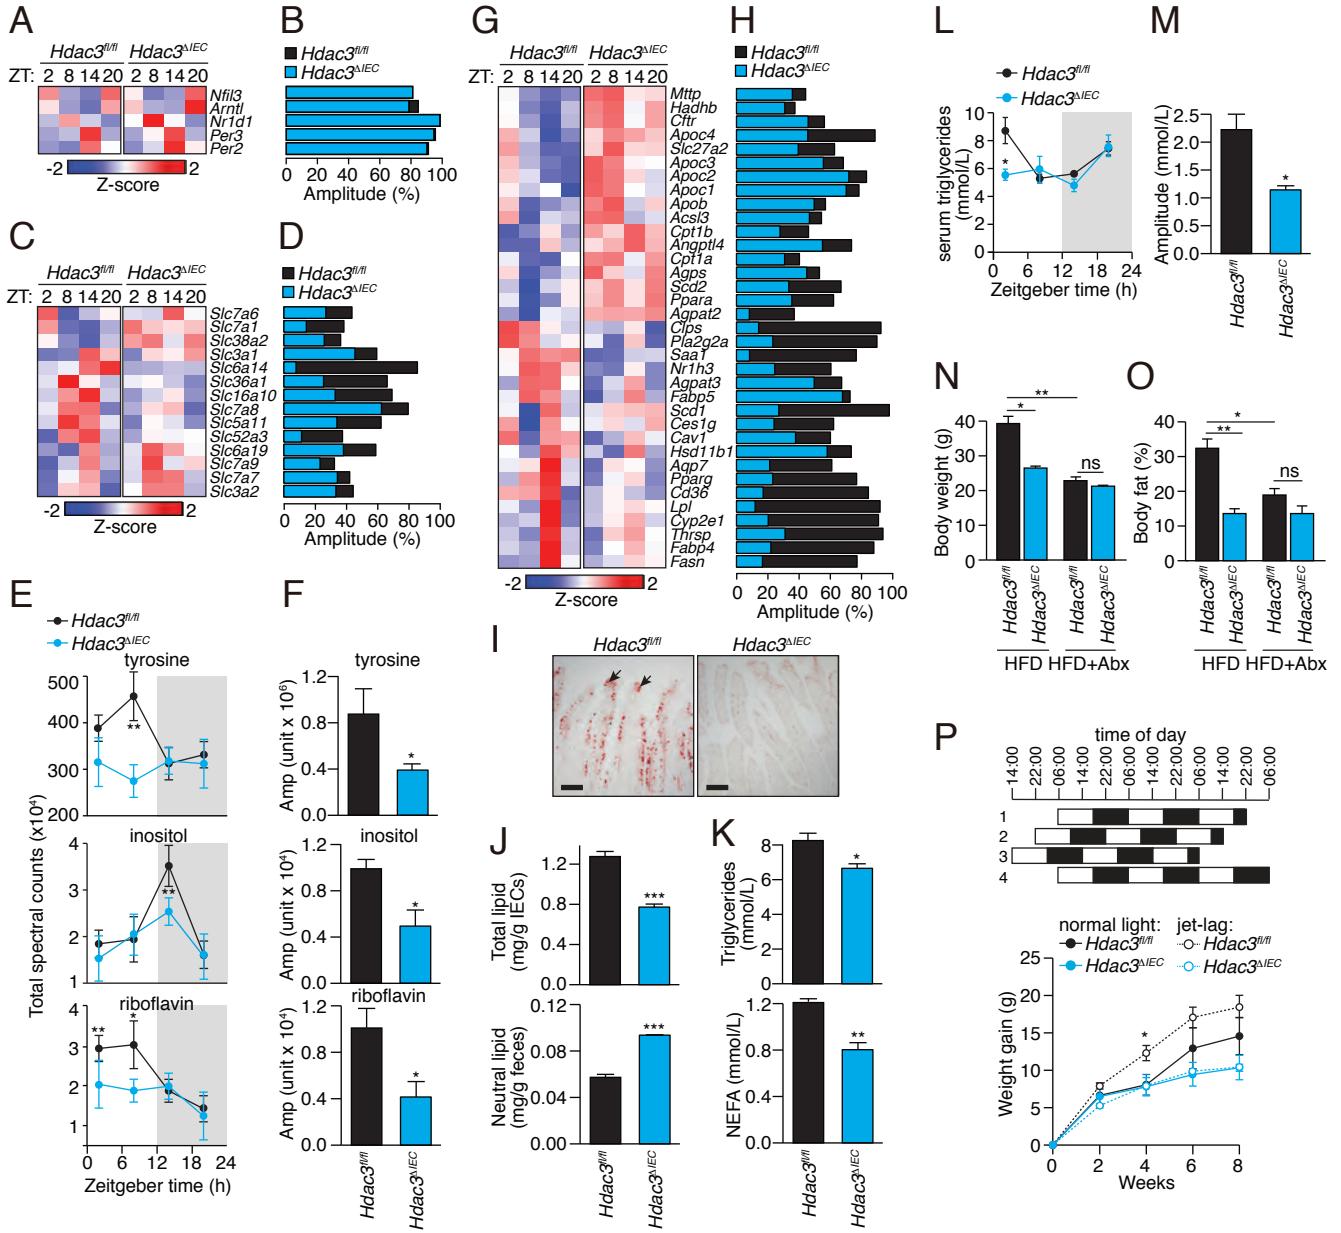 A
Hdac3fl/fl Hdac3ΔIEC
ZT: 2 8 14 20 2 8 14 20
Nfil3
Arntl
Nr1d1
Per3
Per2
-2 2
Z-score
B
Hdac3fl/fl
Hdac3ΔIEC
0 20 40 60 80 100
Amplitude (%)
C
Hdac3fl/fl Hdac3ΔIEC
ZT: 2 8 14 20 2 8 14 20
Slc7a6
Slc7a1
Slc38a2
Slc3a1
Slc6a14
Slc36a1
Slc16a10
Slc7a8
Slc5a11
Slc52a3
Slc6a19
Slc7a9
Slc7a7
Slc3a2
-2 2
Z-score
D
Hdac3fl/fl
Hdac3ΔIEC
0 20 40 60 80 100
Amplitude (%)
E
Hdac3fl/fl
Hdac3ΔIEC
Total spectral counts (x10⁴)
tyrosine
500
400
300
200
**
inositol
4
3
2
1
**
riboflavin
4
3
2
1
** *
0 6 12 18 24
Zeitgeber time (h)
F
tyrosine
Amp (unit x 10⁶)
1.2
0.8
0.4
0.0
*
inositol
Amp (unit x 10⁴)
1.2
0.8
0.4
0.0
*
riboflavin
Amp (unit x 10⁴)
1.2
0.8
0.4
0.0
*
Hdac3fl/fl
Hdac3ΔIEC
G
Hdac3fl/fl Hdac3ΔIEC
ZT: 2 8 14 20 2 8 14 20
Mttp
Hadhb
Cftr
Apoc4
Slc27a2
Apoc3
Apoc2
Apoc1
Apob
Acsl3
Cpt1b
Angptl4
Cpt1a
Agps
Scd2
Ppara
Agpat2
Clps
Pla2g2a
Saa1
Nr1h3
Agpat3
Fabp5
Scd1
Ces1g
Cav1
Hsd11b1
Aqp7
Pparg
Cd36
Lpl
Cyp2e1
Thrsp
Fabp4
Fasn
-2 2
Z-score
H
Hdac3fl/fl
Hdac3ΔIEC
0 20 40 60 80 100
Amplitude (%)
I
Hdac3fl/fl Hdac3ΔIEC
J
Total lipid
(mg/g IECs)
1.2
0.8
0.4
0.0
***
Neutral lipid
(mg/g feces)
0.12
0.08
0.04
0.00
***
Hdac3fl/fl
Hdac3ΔIEC
K
Triglycerides
(mmol/L)
8
6
4
2
0
*
NEFA (mmol/L)
1.2
0.8
0.4
0.0
**
Hdac3fl/fl
Hdac3ΔIEC
L
Hdac3fl/fl
Hdac3ΔIEC
serum triglycerides
(mmol/L)
10
8
6
4
2
0
*
0 6 12 18 24
Zeitgeber time (h)
M
Amplitude (mmol/L)
2.5
2.0
1.5
1.0
0.5
0.0
*
Hdac3fl/fl
Hdac3ΔIEC
N
Body weight (g)
40
30
20
10
0
**
*
ns
Hdac3fl/fl
Hdac3ΔIEC
Hdac3fl/fl
Hdac3ΔIEC
HFD HFD+Abx
O
Body fat (%)
40
30
20
10
0
*
**
ns
Hdac3fl/fl
Hdac3ΔIEC
Hdac3fl/fl
Hdac3ΔIEC
HFD HFD+Abx
P
time of day
14:00 22:00 06:00 14:00 22:00 06:00 14:00 22:00 06:00 14:00 22:00 06:00
1
2
3
4
normal light: jet-lag:
Hdac3fl/fl Hdac3fl/fl
Hdac3ΔIEC Hdac3ΔIEC
Weight gain (g)
25
20
15
10
5
0
*
0 2 4 6 8
Weeks